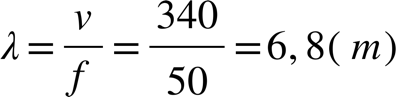 λ = v/f = 340/50 = 6,8( m)